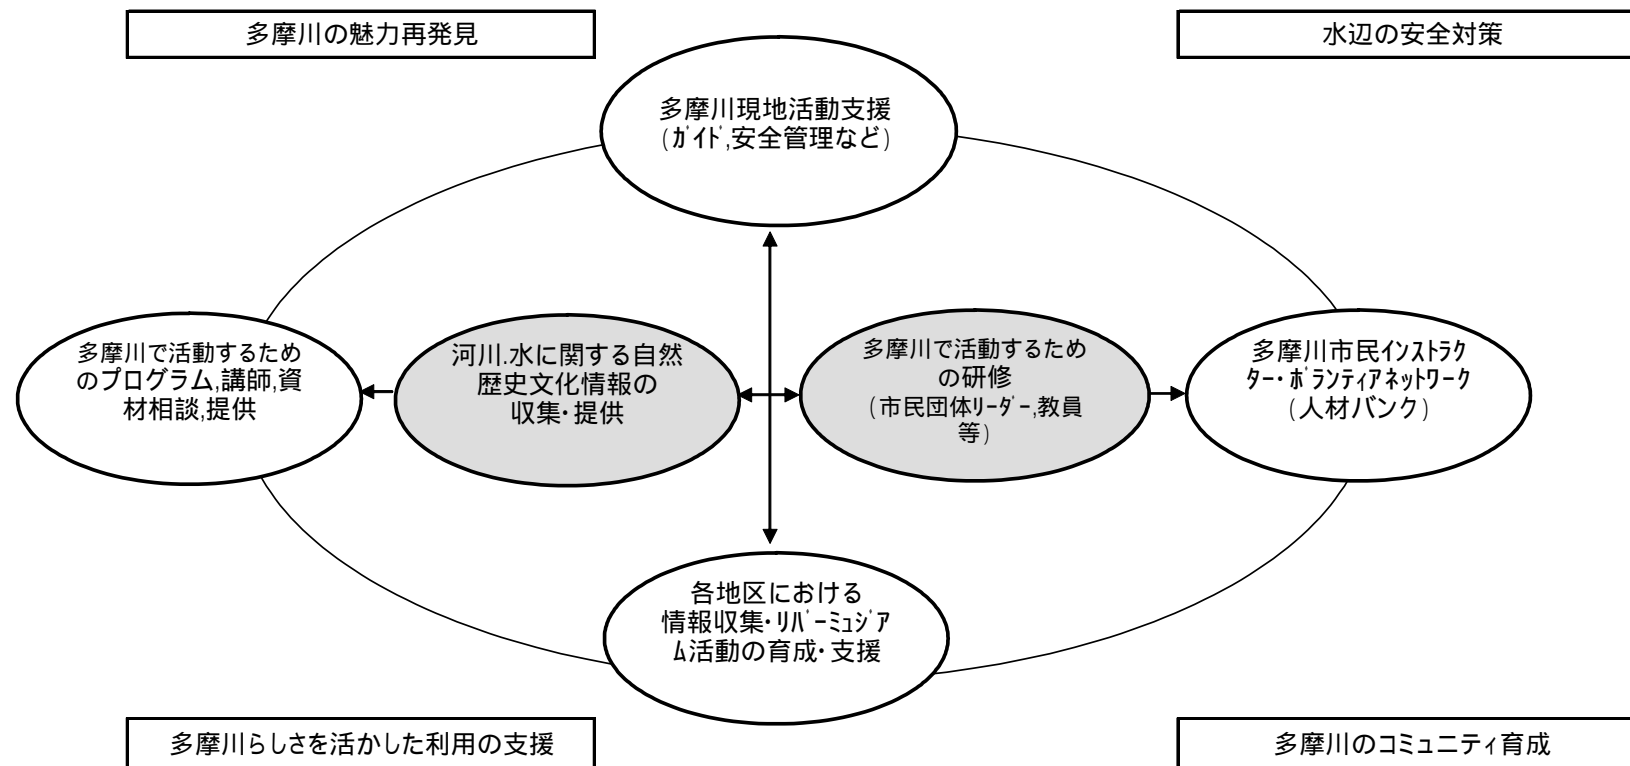 多摩川の魅力再発見
水辺の安全対策
多摩川現地活動支援
(ｶﾞｲﾄﾞ,安全管理など)
多摩川で活動するため
のプログラム,講師,資
材相談,提供
河川.水に関する自然
歴史文化情報の
収集・提供
多摩川で活動するため
の研修
(市民団体ﾘｰﾀﾞｰ,教員
等)
多摩川市民ｲﾝｽﾄﾗｸ
ﾀｰ・ﾎﾞﾗﾝﾃｨｱﾈｯﾄﾜｰｸ
(人材バンク)
各地区における
情報収集・ﾘﾊﾞｰﾐｭｼﾞｱ
ﾑ活動の育成・支援
多摩川らしさを活かした利用の支援
多摩川のコミュニティ育成